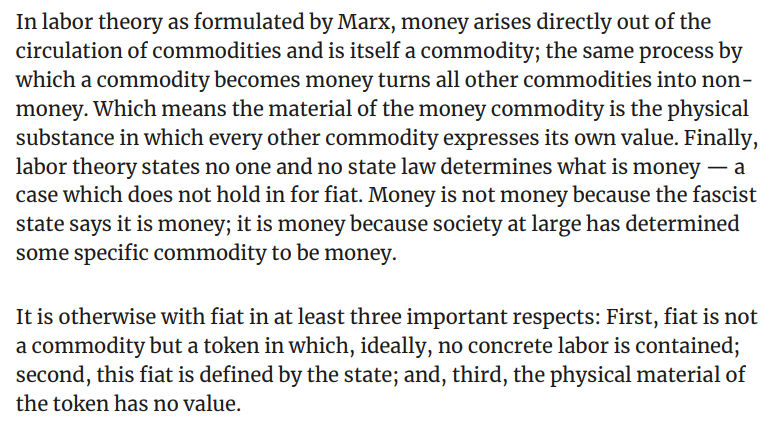 In labor theory as formulated by Marx, money arises directly out of the
circulation of commodities and is itself a commodity; the same process by
which a commodity becomes money turns all other commodities into non-
money. Which means the material of the money commodity is the physical
substance in which every other commodity expresses its own value. Finally,
labor theory states no one and no state law determines what is money — a
case which does not hold in for fiat. Money is not money because the fascist
state says it is money; it is money because society at large has determined
some specific commodity to be money.
It is otherwise with fiat in at least three important respects: First, fiat is not
a commodity but a token in which, ideally, no concrete labor is contained;
second, this fiat is defined by the state; and, third, the physical material of
the token has no value.